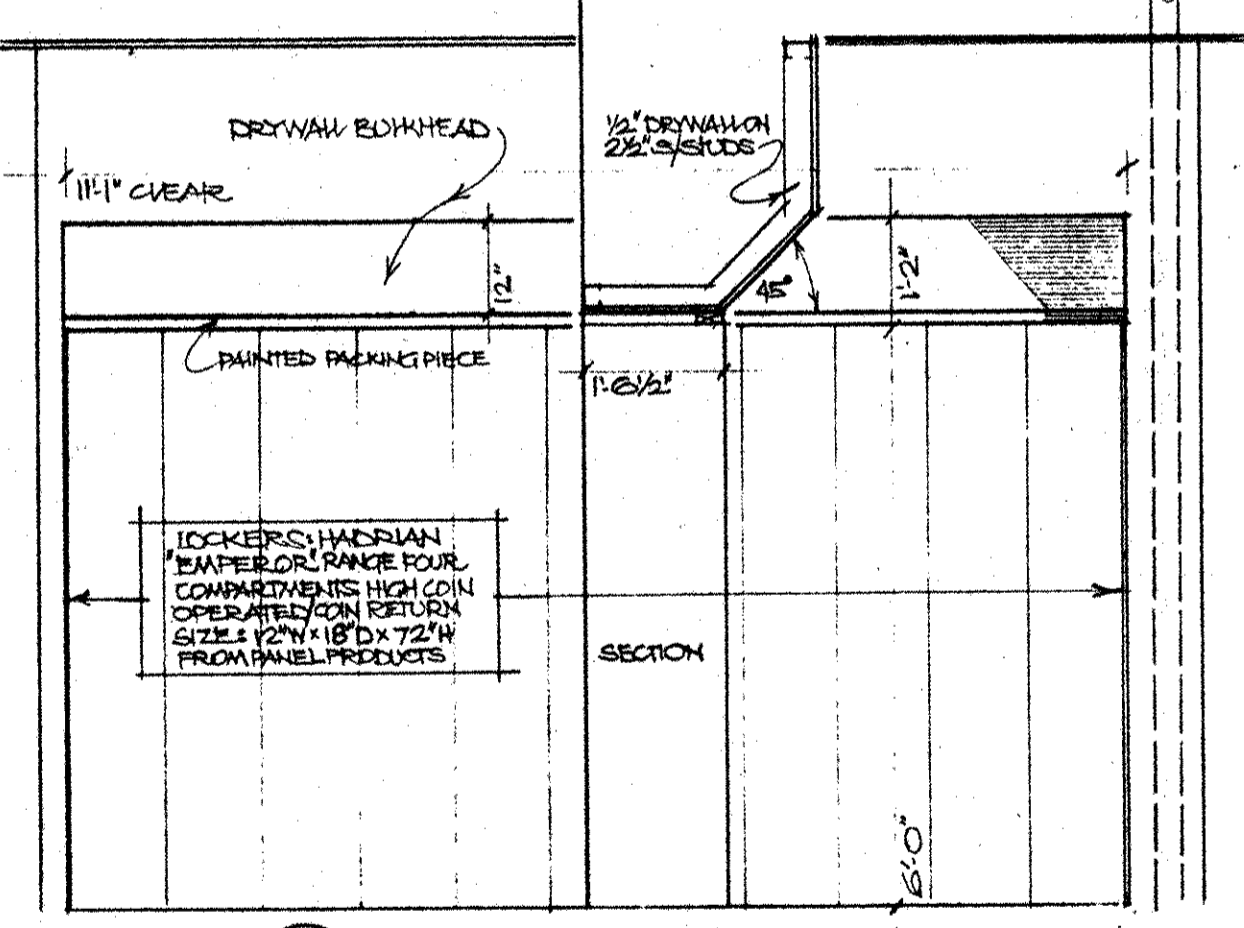 DRYWALL BULKHEAD
1/2" DRYWALL ON
2 1/2" S/STUDS
11'-1" CLEAR
12"
45°
1'-2"
PAINTED PACKING PIECE
1'-6 1/2"
LOCKERS: HADRIAN
"EMPEROR" RANGE FOUR
COMPARTMENTS HIGH COIN
OPERATED/COIN RETURN
SIZE: 12"W x 18"D x 72"H
FROM PANEL PRODUCTS
SECTION
6'-0"